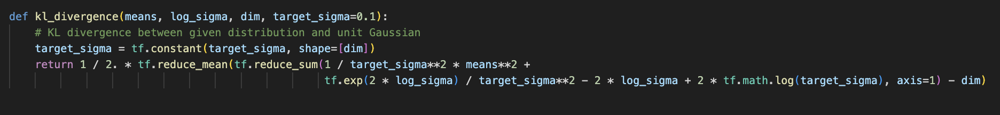 def kl_divergence(means, log_sigma, dim, target_sigma=0.1):
    # KL divergence between given distribution and unit Gaussian
    target_sigma = tf.constant(target_sigma, shape=[dim])
    return 1 / 2. * tf.reduce_mean(tf.reduce_sum(1 / target_sigma**2 * means**2 +
                                                 tf.exp(2 * log_sigma) / target_sigma**2 - 2 * log_sigma + 2 * tf.math.log(target_sigma), axis=1) - dim)